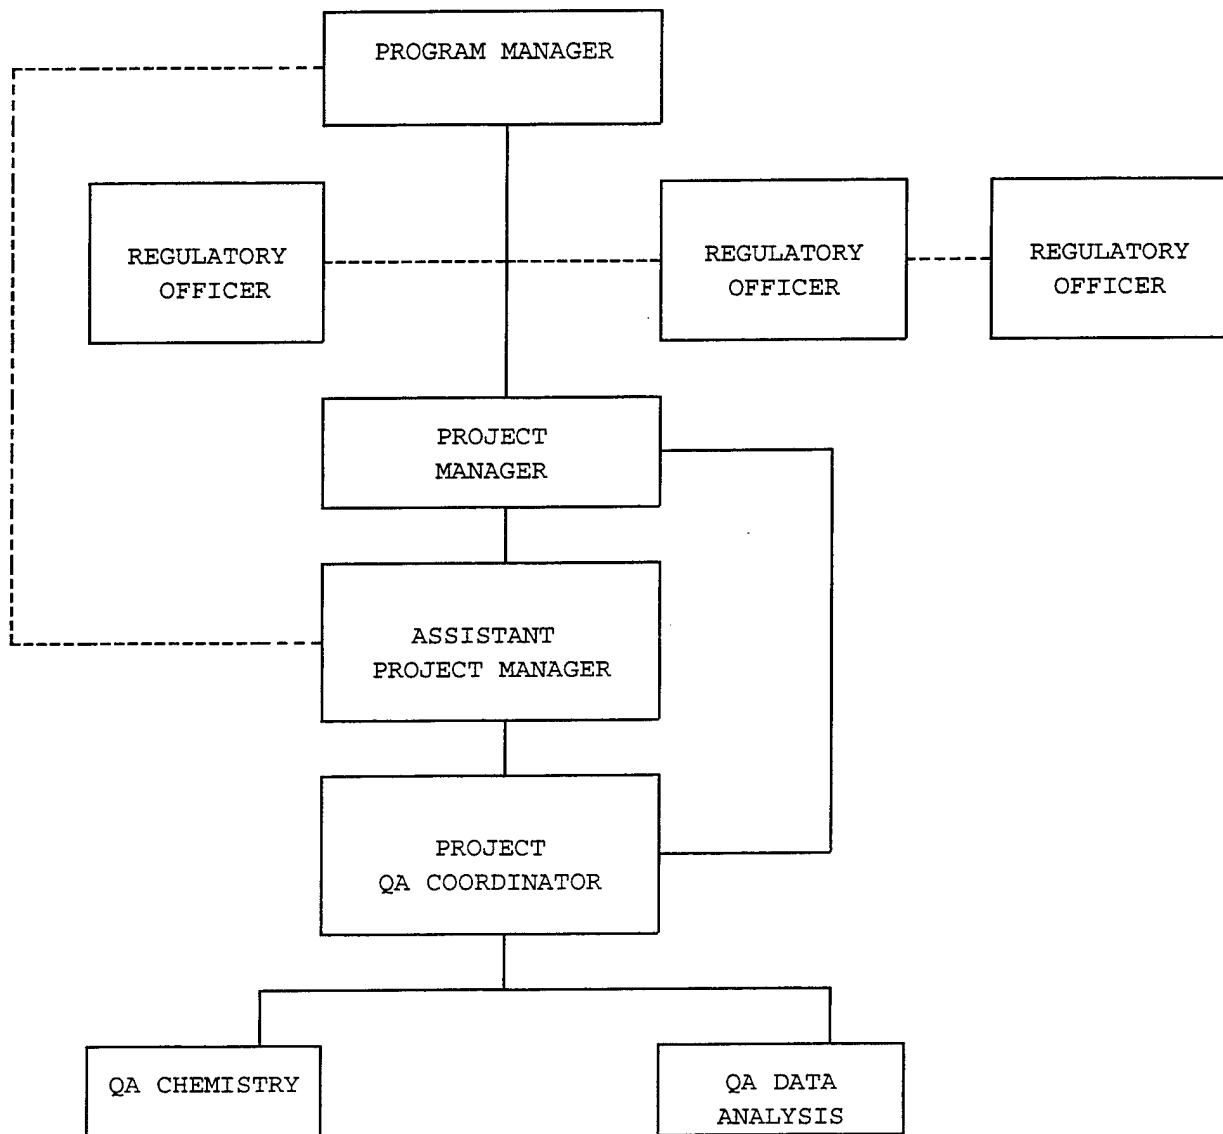 PROGRAM MANAGER
REGULATORY
OFFICER
REGULATORY
OFFICER
REGULATORY
OFFICER
PROJECT
MANAGER
ASSISTANT
PROJECT MANAGER
PROJECT
QA COORDINATOR
QA CHEMISTRY
QA DATA
ANALYSIS